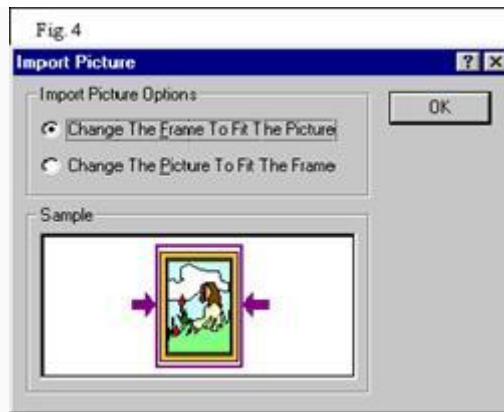 Fig. 4
Import Picture
Import Picture Options
OK
Change The Frame To Fit The Picture
Change The Picture To Fit The Frame
Sample